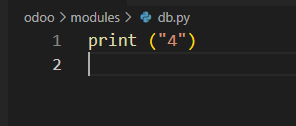 odoo > modules > db.py
1 print ("4")
2